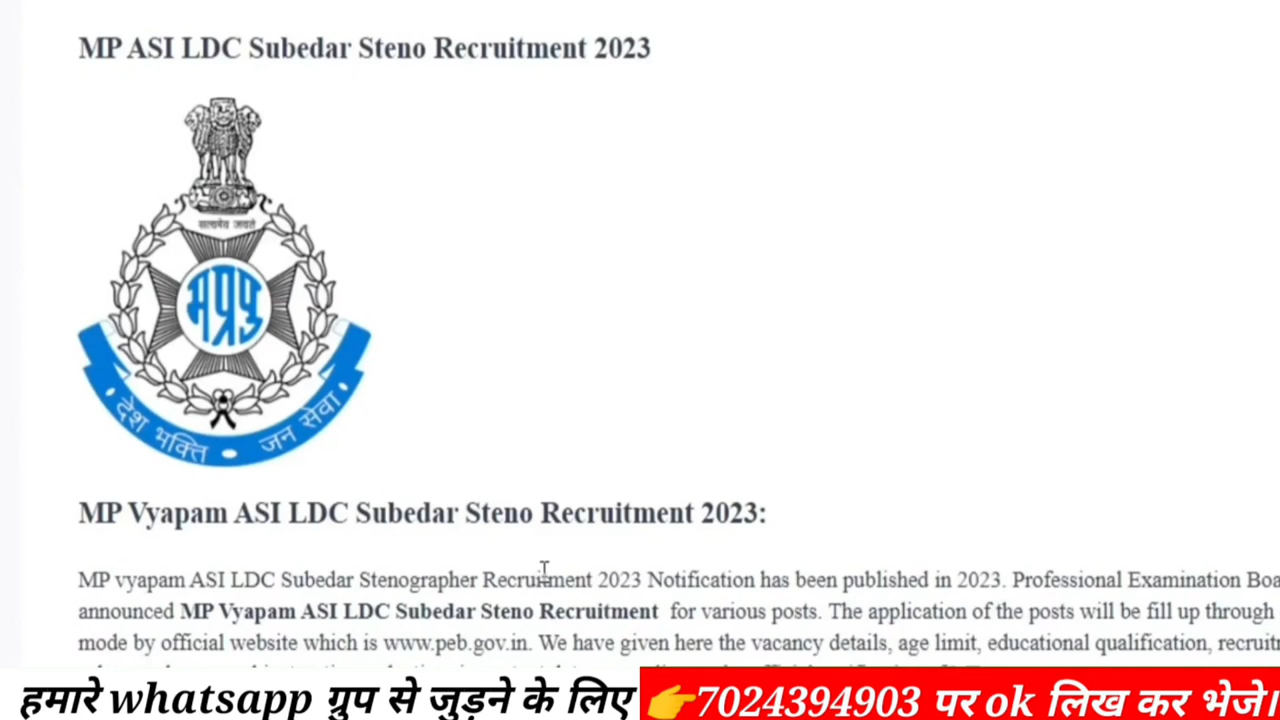 MP ASI LDC Subedar Steno Recruitment 2023
सत्यमेव जयते
मप्रपु
देश भक्ति • जन सेवा
MP Vyapam ASI LDC Subedar Steno Recruitment 2023:
MP vyapam ASI LDC Subedar Stenographer Recruitment 2023 Notification has been published in 2023. Professional Examination Boa
announced MP Vyapam ASI LDC Subedar Steno Recruitment for various posts. The application of the posts will be fill up through
mode by official website which is www.peb.gov.in. We have given here the vacancy details, age limit, educational qualification, recruit
हमारे whatsapp ग्रुप से जुड़ने के लिए 👉7024394903 पर ok लिख कर भेजे।